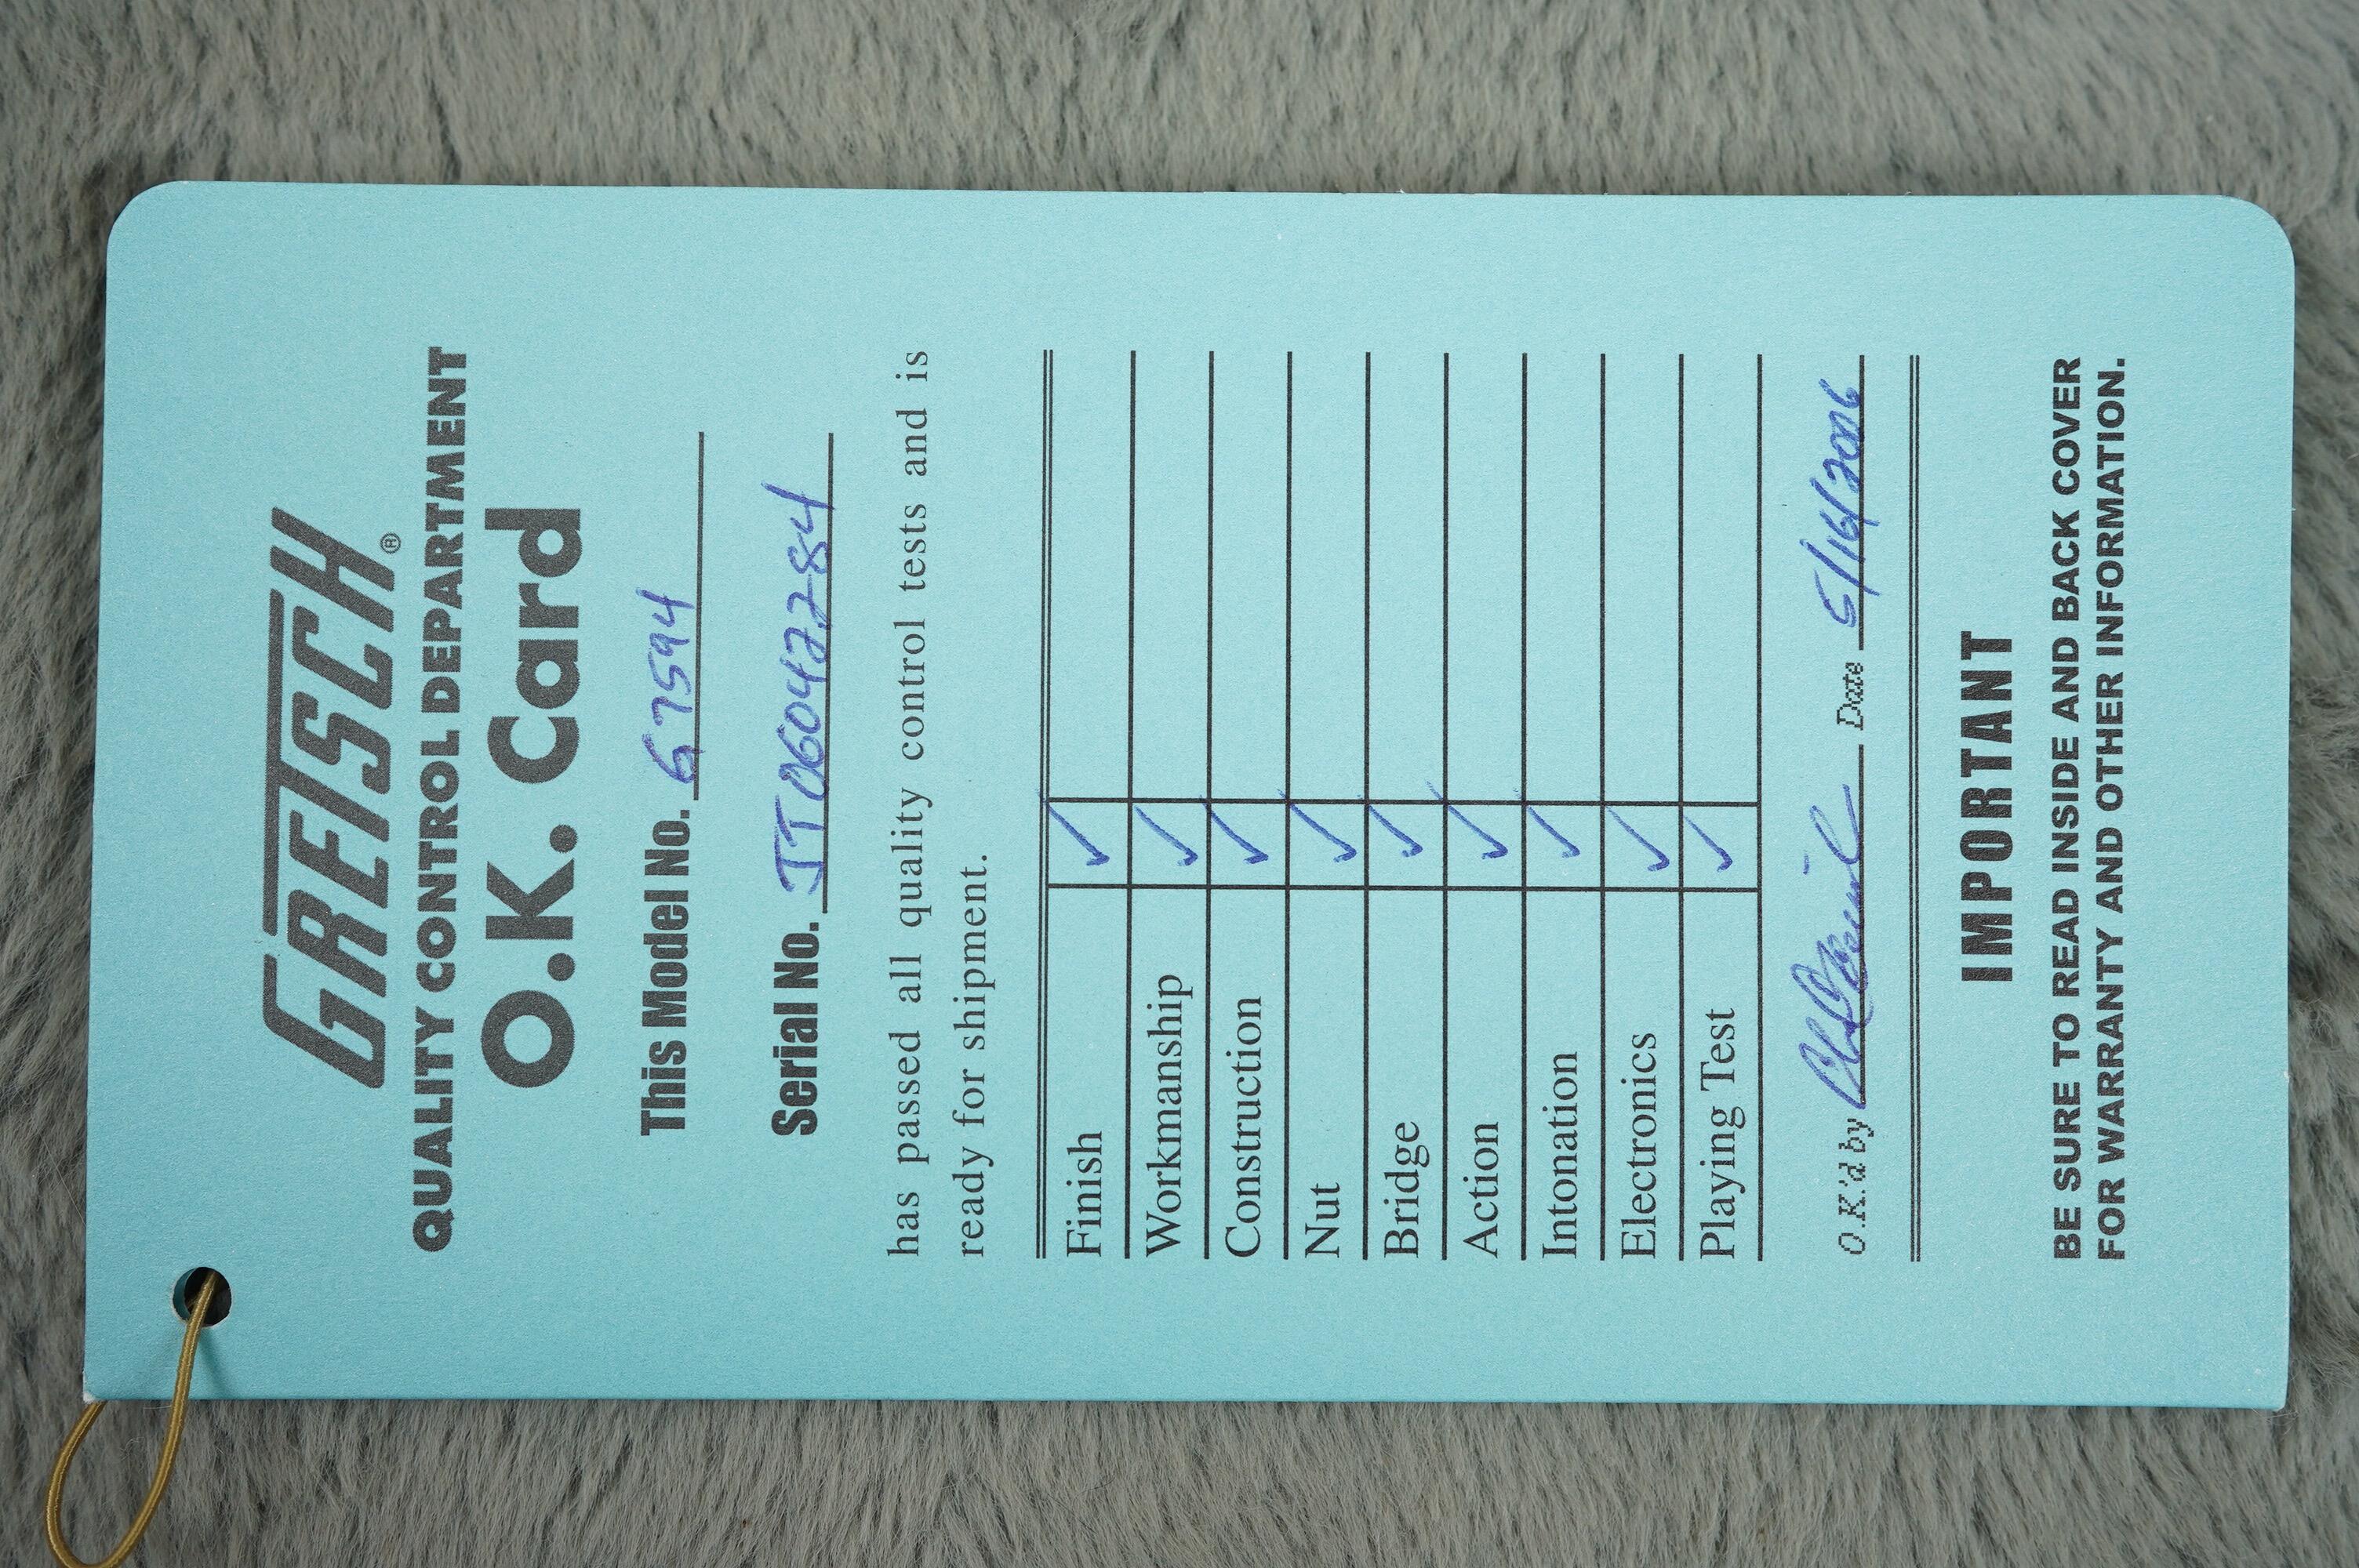 GRETSCH®
QUALITY CONTROL DEPARTMENT
O.K. Card
This Model No. G7594
Serial No. JT06047284
has passed all quality control tests and is
ready for shipment.
Finish ✓
Workmanship ✓
Construction ✓
Nut ✓
Bridge ✓
Action ✓
Intonation ✓
Electronics ✓
Playing Test ✓
O.K.'d by Date 5/16/2006
IMPORTANT
BE SURE TO READ INSIDE AND BACK COVER
FOR WARRANTY AND OTHER INFORMATION.